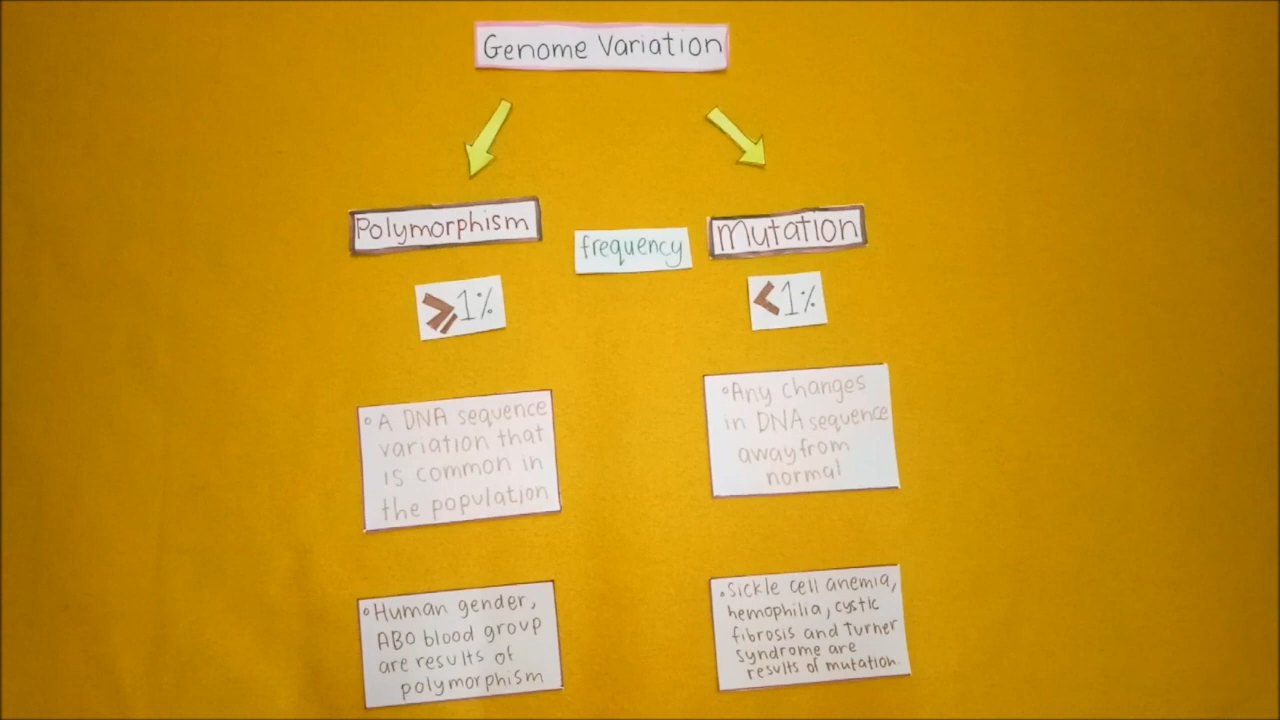 Genome Variation
Polymorphism
frequency
Mutation
≥1%
<1%
° A DNA sequence
variation that
is common in
the population
° Any changes
in DNA sequence
away from
normal
° Human gender,
ABO blood group
are results of
polymorphism
• Sickle cell anemia,
hemophilia, cystic
fibrosis and Turner
syndrome are
results of mutation.